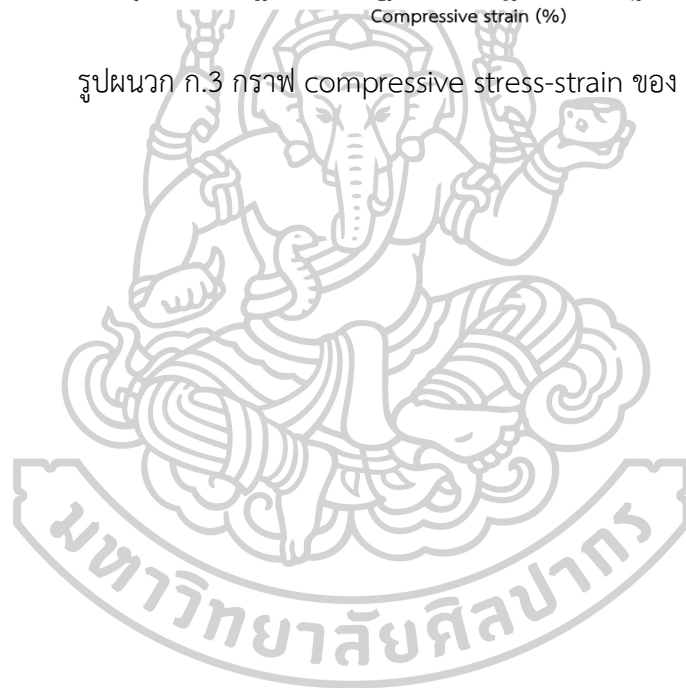 Compressive strain (%)
รูปผนวก ก.3 กราฟ compressive stress-strain ของ
มหาวิทยาลัยศิลปากร